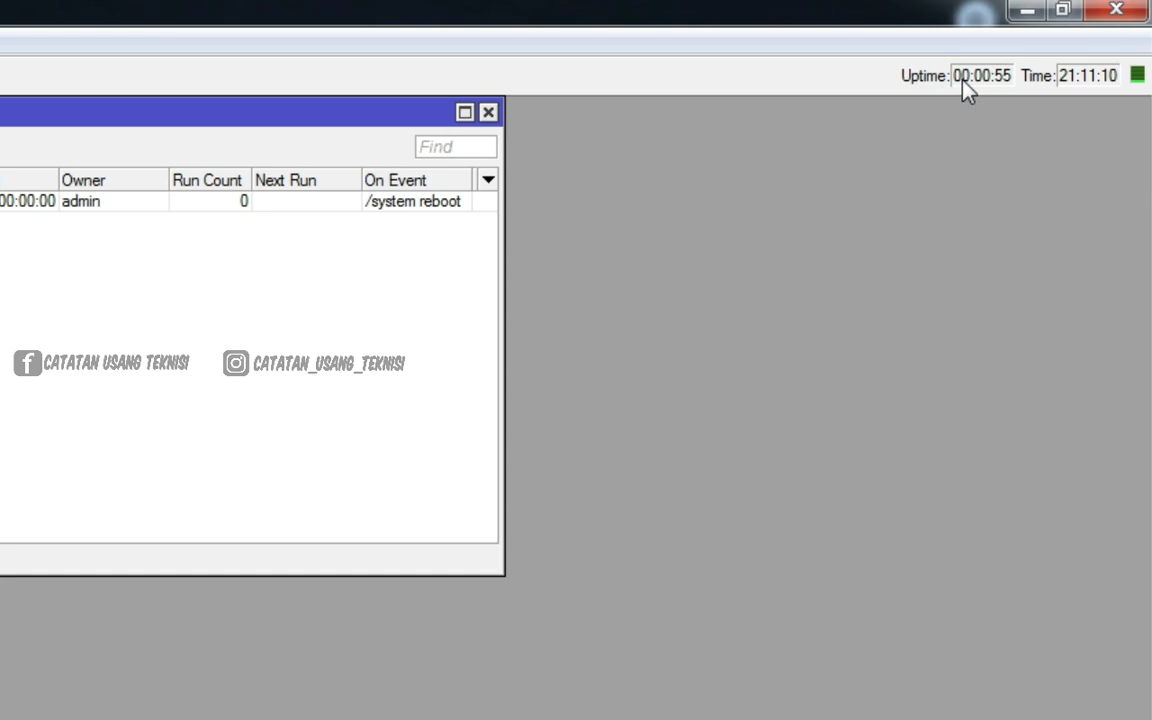 Uptime: 00:00:55 Time: 21:11:10
Find
Owner Run Count Next Run On Event
00:00:00 admin 0 /system reboot
CATATAN USANG TEKNISI CATATAN_USANG_TEKNISI